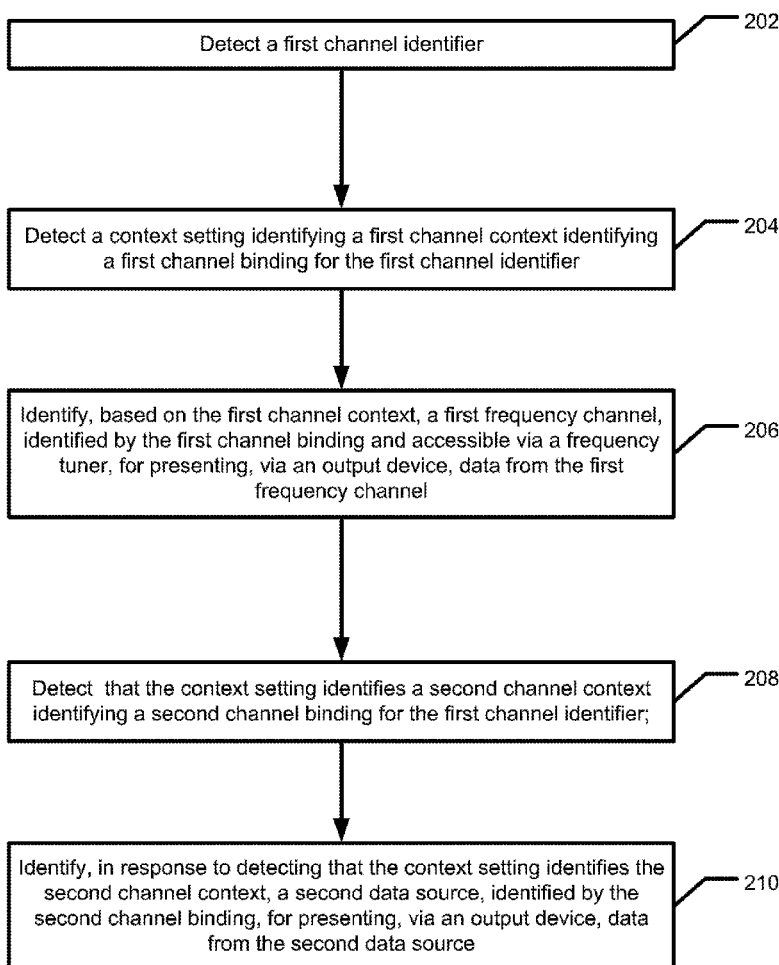 Detect a first channel identifier
202
Detect a context setting identifying a first channel context identifying
a first channel binding for the first channel identifier
204
Identify, based on the first channel context, a first frequency channel,
identified by the first channel binding and accessible via a frequency
tuner, for presenting, via an output device, data from the first
frequency channel
206
Detect that the context setting identifies a second channel context
identifying a second channel binding for the first channel identifier;
208
Identify, in response to detecting that the context setting identifies the
second channel context, a second data source, identified by the
second channel binding, for presenting, via an output device, data
from the second data source
210